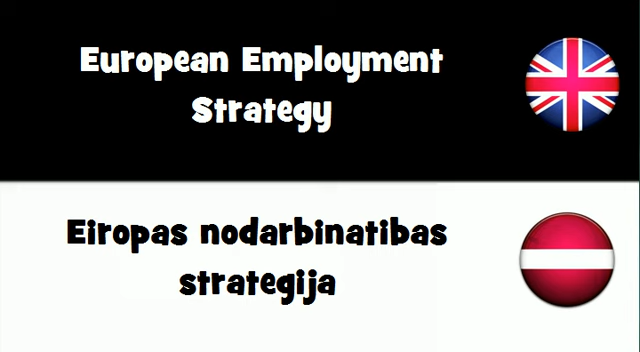 European Employment
Strategy
Eiropas nodarbinatibas
strategija